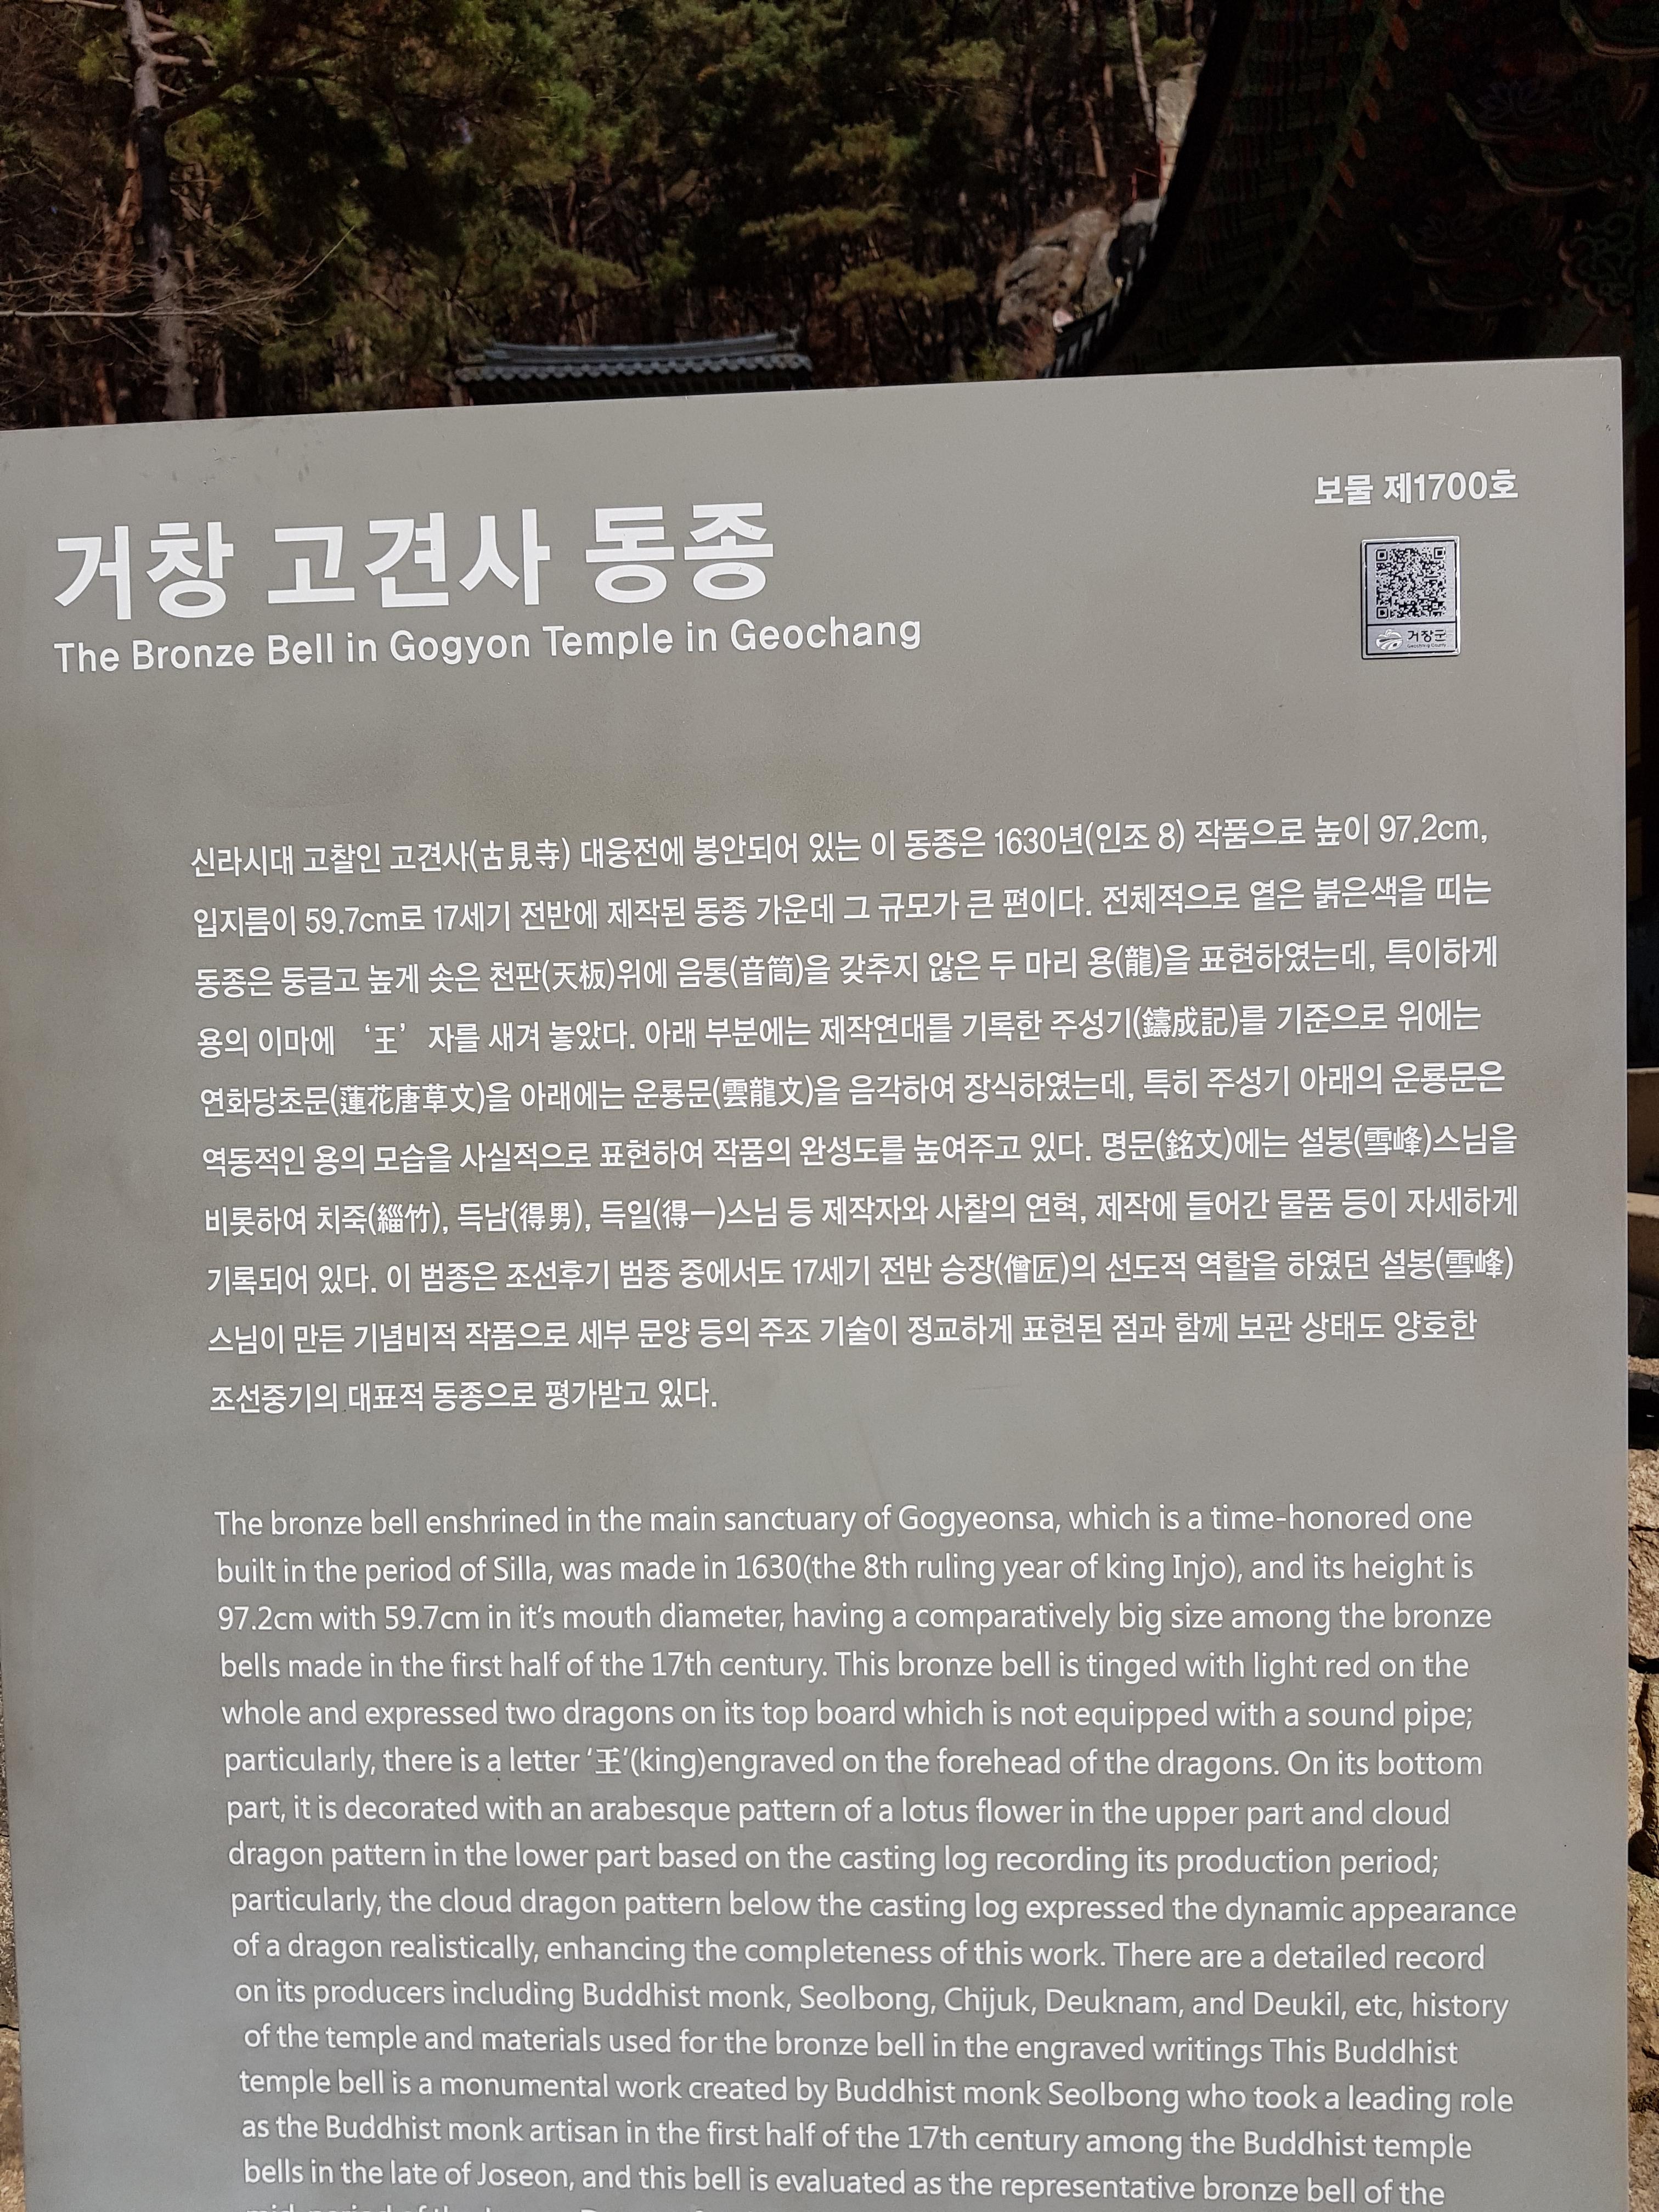 보물 제1700호
거창 고견사 동종
The Bronze Bell in Gogyon Temple in Geochang
거창군
Geochang County
신라시대 고찰인 고견사(古見寺) 대웅전에 봉안되어 있는 이 동종은 1630년(인조 8) 작품으로 높이 97.2cm,
입지름이 59.7cm로 17세기 전반에 제작된 동종 가운데 그 규모가 큰 편이다. 전체적으로 옅은 붉은색을 띠는
동종은 둥글고 높게 솟은 천판(天板)위에 음통(音筒)을 갖추지 않은 두 마리 용(龍)을 표현하였는데, 특이하게
용의 이마에 ‘王’ 자를 새겨 놓았다. 아래 부분에는 제작연대를 기록한 주성기(鑄成記)를 기준으로 위에는
연화당초문(蓮花唐草文)을 아래에는 운룡문(雲龍文)을 음각하여 장식하였는데, 특히 주성기 아래의 운룡문은
역동적인 용의 모습을 사실적으로 표현하여 작품의 완성도를 높여주고 있다. 명문(銘文)에는 설봉(雪峰)스님을
비롯하여 치죽(緇竹), 득남(得男), 득일(得一)스님 등 제작자와 사찰의 연혁, 제작에 들어간 물품 등이 자세하게
기록되어 있다. 이 범종은 조선후기 범종 중에서도 17세기 전반 승장(僧匠)의 선도적 역할을 하였던 설봉(雪峰)
스님이 만든 기념비적 작품으로 세부 문양 등의 주조 기술이 정교하게 표현된 점과 함께 보관 상태도 양호한
조선중기의 대표적 동종으로 평가받고 있다.
The bronze bell enshrined in the main sanctuary of Gogyeonsa, which is a time-honored one
built in the period of Silla, was made in 1630(the 8th ruling year of king Injo), and its height is
97.2cm with 59.7cm in it’s mouth diameter, having a comparatively big size among the bronze
bells made in the first half of the 17th century. This bronze bell is tinged with light red on the
whole and expressed two dragons on its top board which is not equipped with a sound pipe;
particularly, there is a letter ‘王’(king)engraved on the forehead of the dragons. On its bottom
part, it is decorated with an arabesque pattern of a lotus flower in the upper part and cloud
dragon pattern in the lower part based on the casting log recording its production period;
particularly, the cloud dragon pattern below the casting log expressed the dynamic appearance
of a dragon realistically, enhancing the completeness of this work. There are a detailed record
on its producers including Buddhist monk, Seolbong, Chijuk, Deuknam, and Deukil, etc, history
of the temple and materials used for the bronze bell in the engraved writings This Buddhist
temple bell is a monumental work created by Buddhist monk Seolbong who took a leading role
as the Buddhist monk artisan in the first half of the 17th century among the Buddhist temple
bells in the late of Joseon, and this bell is evaluated as the representative bronze bell of the